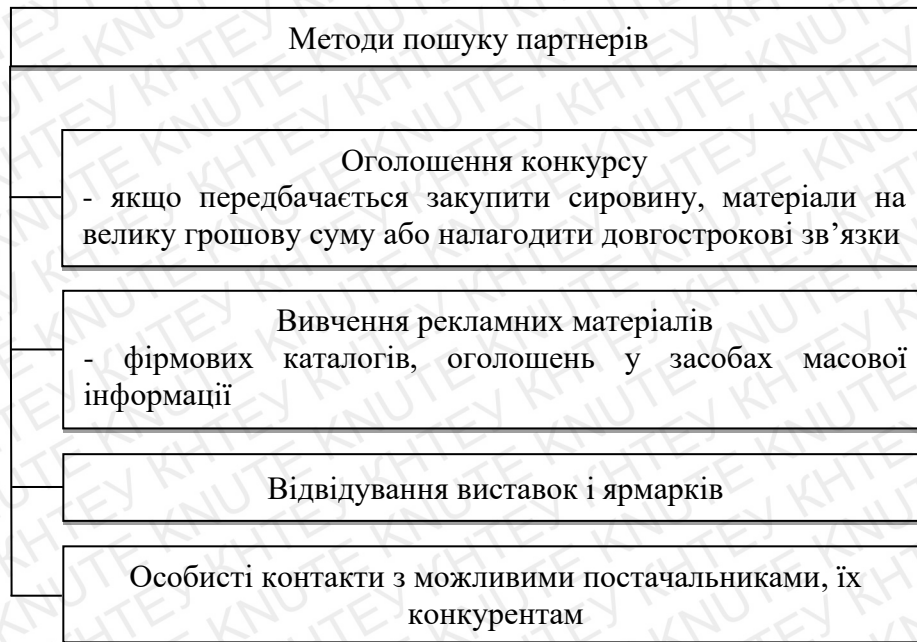 Методи пошуку партнерів
Оголошення конкурсу
- якщо передбачається закупити сировину, матеріали на
велику грошову суму або налагодити довгострокові зв’язки
Вивчення рекламних матеріалів
- фірмових каталогів, оголошень у засобах масової
інформації
Відвідування виставок і ярмарків
Особисті контакти з можливими постачальниками, їх
конкурентам